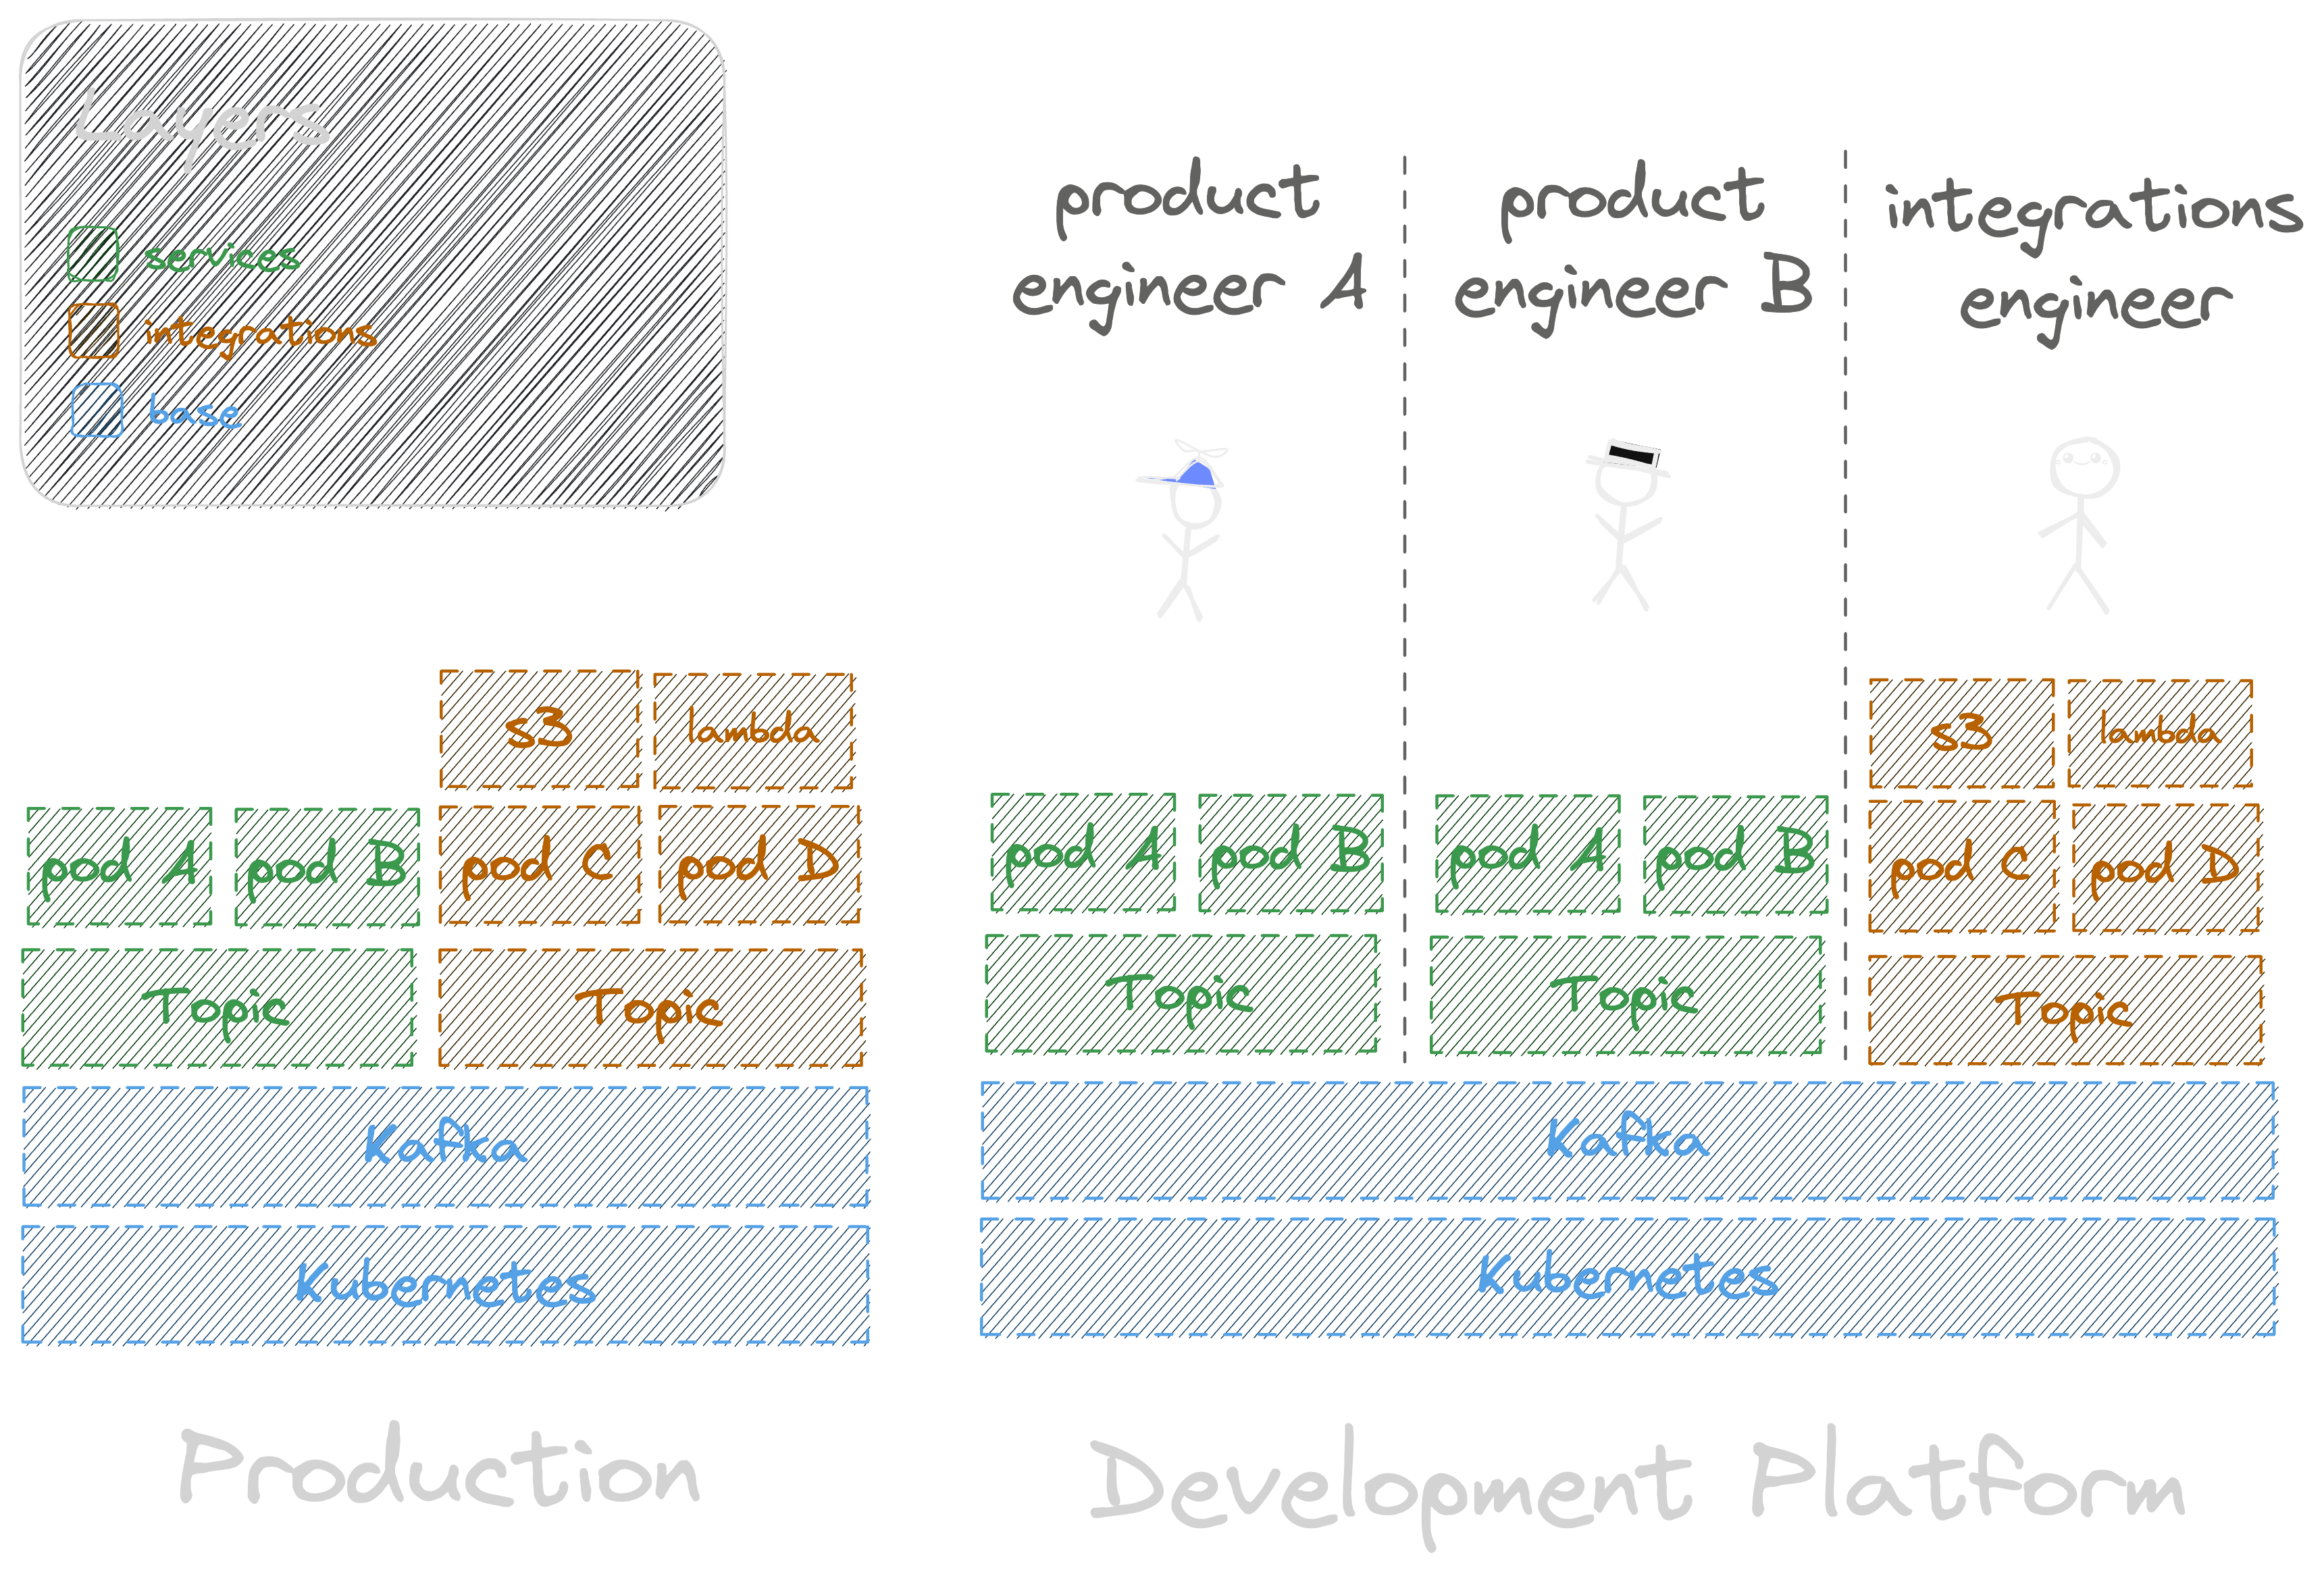 Layers
services
integrations
base
product
engineer A
product
engineer B
integrations
engineer
s3
lambda
pod A
pod B
pod C
pod D
Topic
Topic
Kafka
Kubernetes
Production
pod A
pod B
pod A
pod B
s3
lambda
pod C
pod D
Topic
Topic
Topic
Kafka
Kubernetes
Development Platform